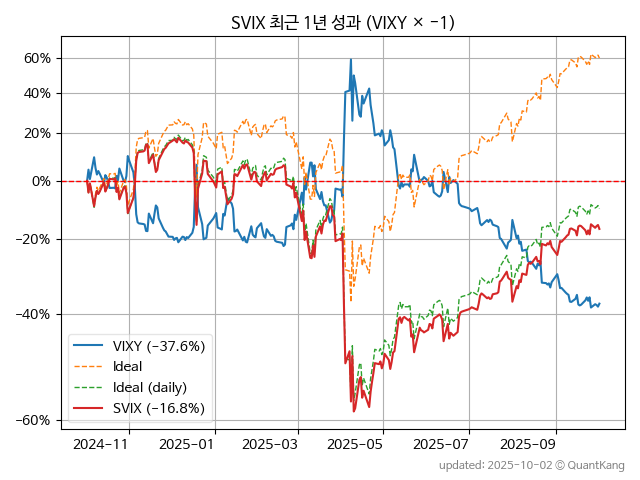 SVIX 최근 1년 성과 (VIXY × −1)
60%
40%
20%
0%
−20%
−40%
−60%
VIXY (−37.6%)
Ideal
Ideal (daily)
SVIX (−16.8%)
2024−11
2025−01
2025−03
2025−05
2025−07
2025−09
updated: 2025-10-02 © QuantKang